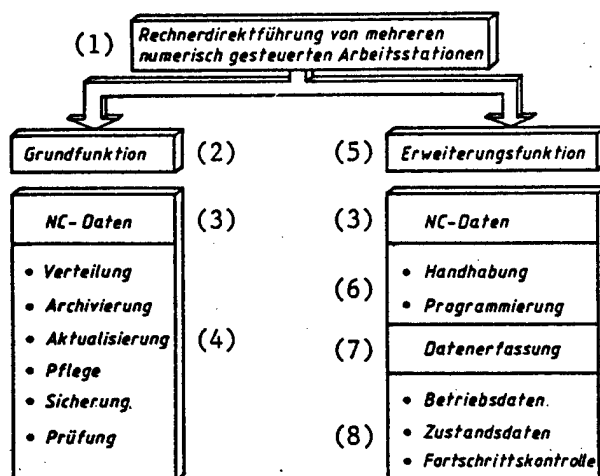 (1) Rechnerdirektführung von mehreren
numerisch gesteuerten Arbeitsstationen
Grundfunktion (2)
(5) Erweiterungsfunktion
NC-Daten (3)
• Verteilung
• Archivierung
• Aktualisierung (4)
• Pflege
• Sicherung.
• Prüfung
(3) NC-Daten
(6) • Handhabung
• Programmierung
(7) Datenerfassung
• Betriebsdaten.
(8) • Zustandsdaten
• Fortschrittskontrolle